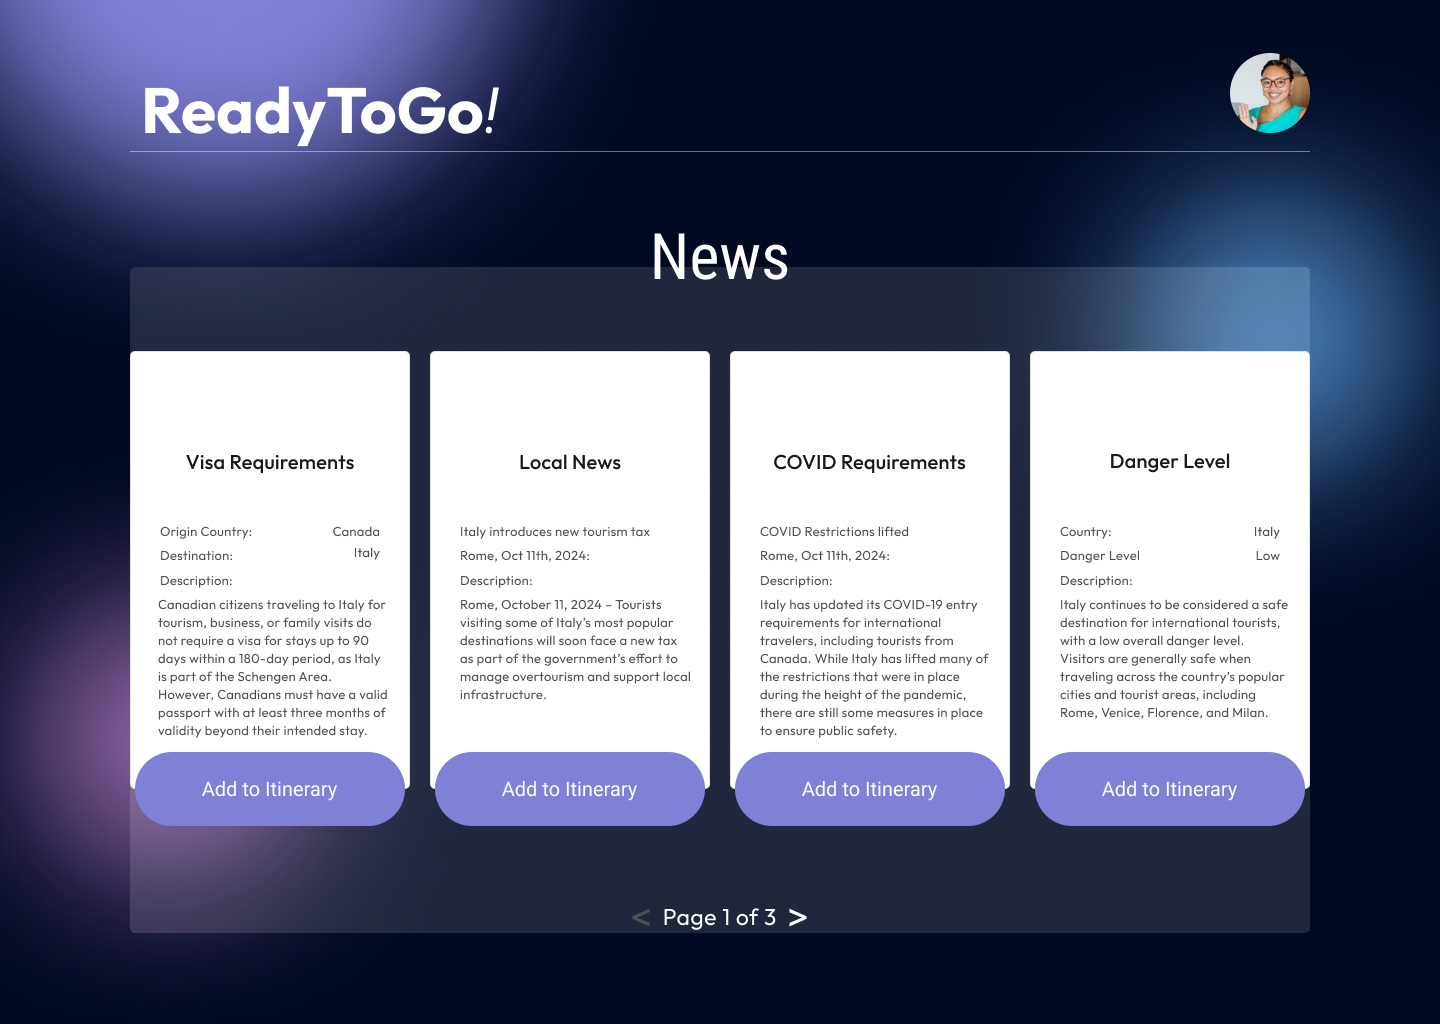 ReadyToGo!
News
Visa Requirements
Origin Country: Canada
Destination: Italy
Description:
Canadian citizens traveling to Italy for
tourism, business, or family visits do
not require a visa for stays up to 90
days within a 180-day period, as Italy
is part of the Schengen Area.
However, Canadians must have a valid
passport with at least three months of
validity beyond their intended stay.
Add to Itinerary
Local News
Italy introduces new tourism tax
Rome, Oct 11th, 2024:
Description:
Rome, October 11, 2024 – Tourists
visiting some of Italy’s most popular
destinations will soon face a new tax
as part of the government’s effort to
manage overtourism and support local
infrastructure.
Add to Itinerary
COVID Requirements
COVID Restrictions lifted
Rome, Oct 11th, 2024:
Description:
Italy has updated its COVID-19 entry
requirements for international
travelers, including tourists from
Canada. While Italy has lifted many of
the restrictions that were in place
during the height of the pandemic,
there are still some measures in place
to ensure public safety.
Add to Itinerary
Danger Level
Country: Italy
Danger Level Low
Description:
Italy continues to be considered a safe
destination for international tourists,
with a low overall danger level.
Visitors are generally safe when
traveling across the country’s popular
cities and tourist areas, including
Rome, Venice, Florence, and Milan.
Add to Itinerary
< Page 1 of 3 >